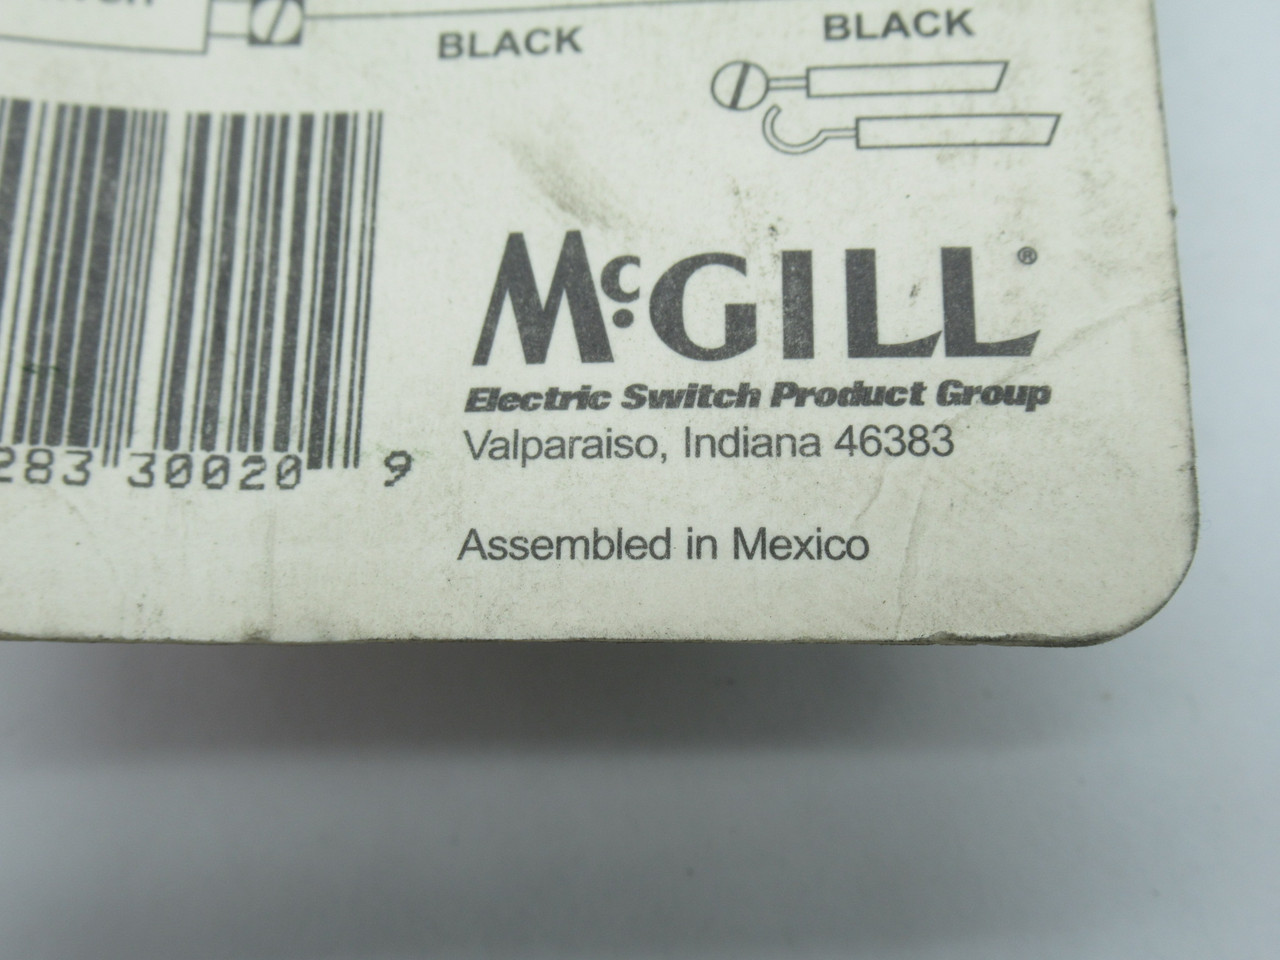 BLACK
BLACK
McGILL®
Electric Switch Product Group
Valparaiso, Indiana 46383
283 30020 9
Assembled in Mexico